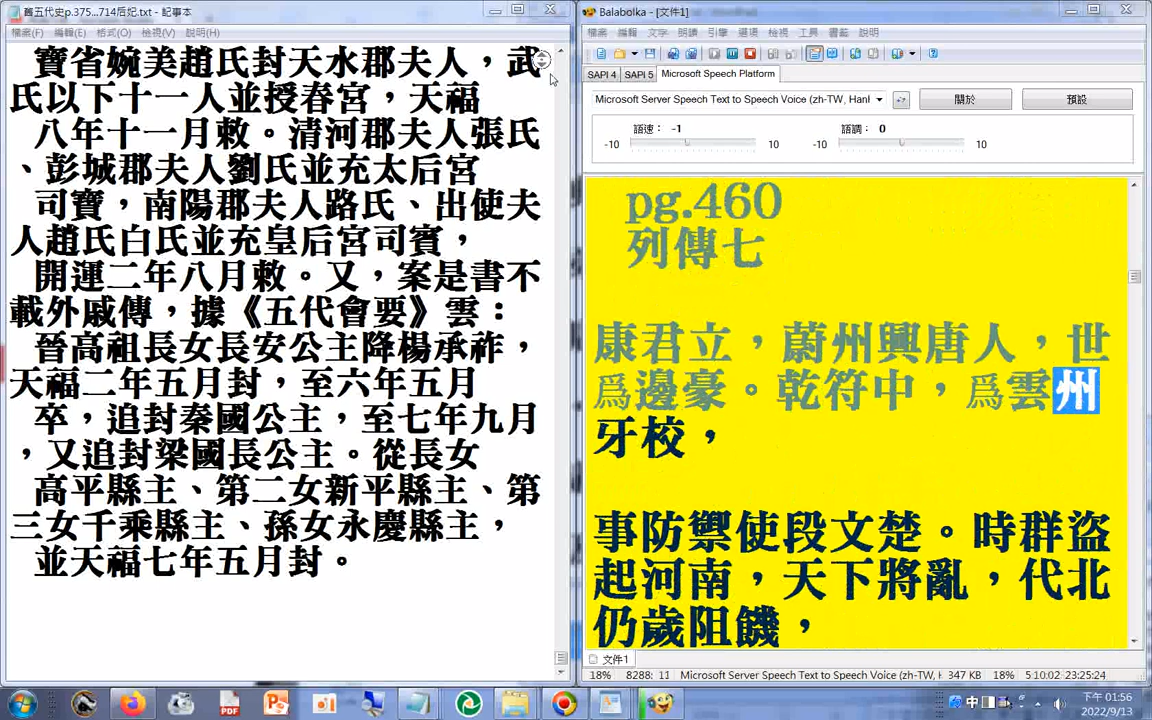 舊五代史p.375...714后妃.txt - 記事本
檔案(F) 編輯(E) 格式(O) 檢視(V) 說明(H)
寶省婉美趙氏封天水郡夫人，武
氏以下十一人並授春宮，天福
八年十一月敕。清河郡夫人張氏
、彭城郡夫人劉氏並充太后宮
司寶，南陽郡夫人路氏、出使夫
人趙氏白氏並充皇后宮司賓，
開運二年八月敕。又，案是書不
載外戚傳，據《五代會要》雲：
晉高祖長女長安公主降楊承祚，
天福二年五月封，至六年五月
卒，追封秦國公主，至七年九月
，又追封梁國長公主。從長女
高平縣主、第二女新平縣主、第
三女千乘縣主、孫女永慶縣主，
並天福七年五月封。
Balabolka - [文件1]
檔案 編輯 文字 朗讀 引擎 選項 檢視 工具 書籤 說明
SAPI 4 SAPI 5 Microsoft Speech Platform
Microsoft Server Speech Text to Speech Voice (zh-TW, Hanl
關於
預設
語速： -1
語調： 0
-10 10 -10 10
pg.460
列傳七
康君立，蔚州興唐人，世
爲邊豪。乾符中，爲雲州
牙校，
事防禦使段文楚。時群盜
起河南，天下將亂，代北
仍歲阻饑，
文件1
18% 8288: 11 Microsoft Server Speech Text to Speech Voice (zh-TW, H 347 KB 18% 5:10:02 23:25:24
中
下午 01:56
2022/9/13